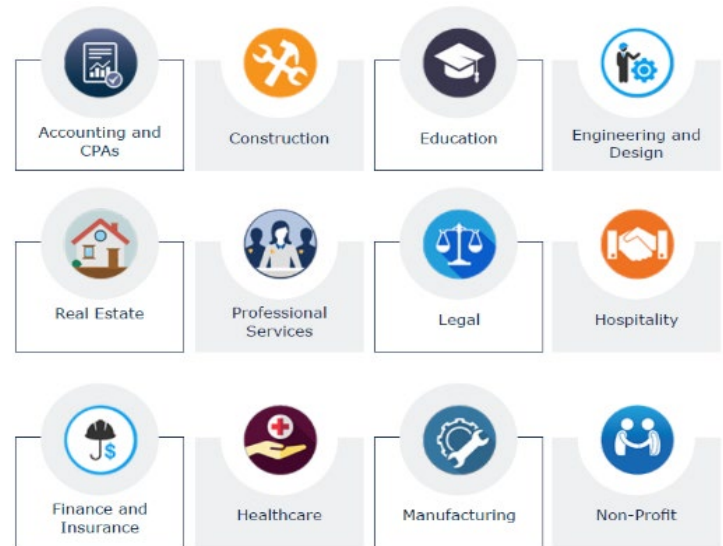 Accounting and
CPAs
Construction
Education
Engineering and
Design
Real Estate
Professional
Services
Legal
Hospitality
Finance and
Insurance
Healthcare
Manufacturing
Non-Profit